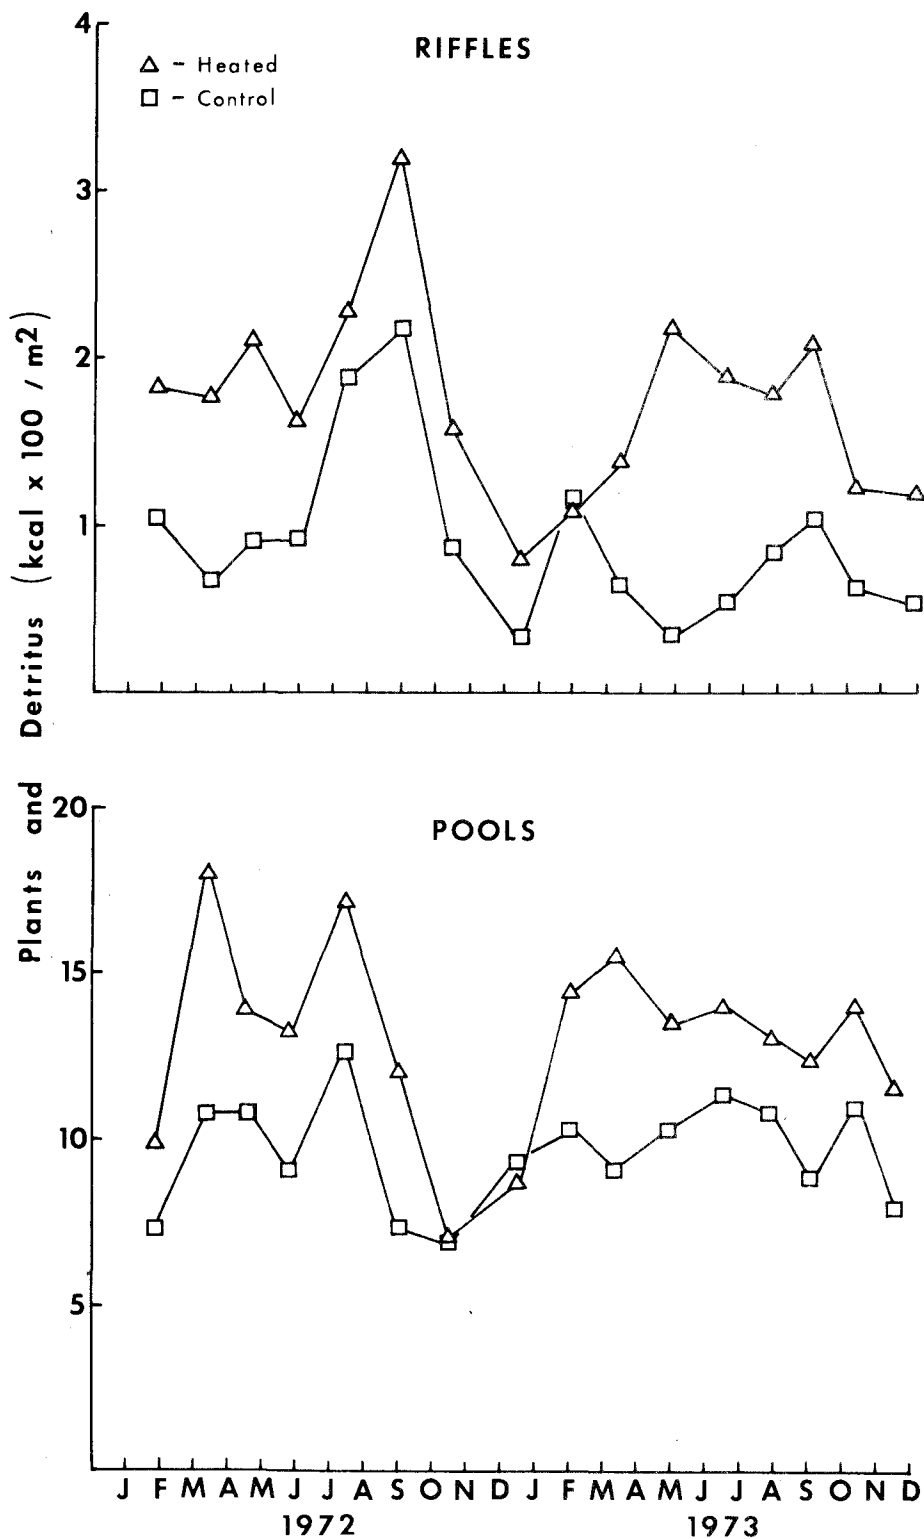 RIFFLES
△ - Heated
□ - Control
4
3
2
1
Plants and Detritus (kcal x 100 / m²)
POOLS
20
15
10
5
J F M A M J J A S O N D J F M A M J J A S O N D
1972 1973